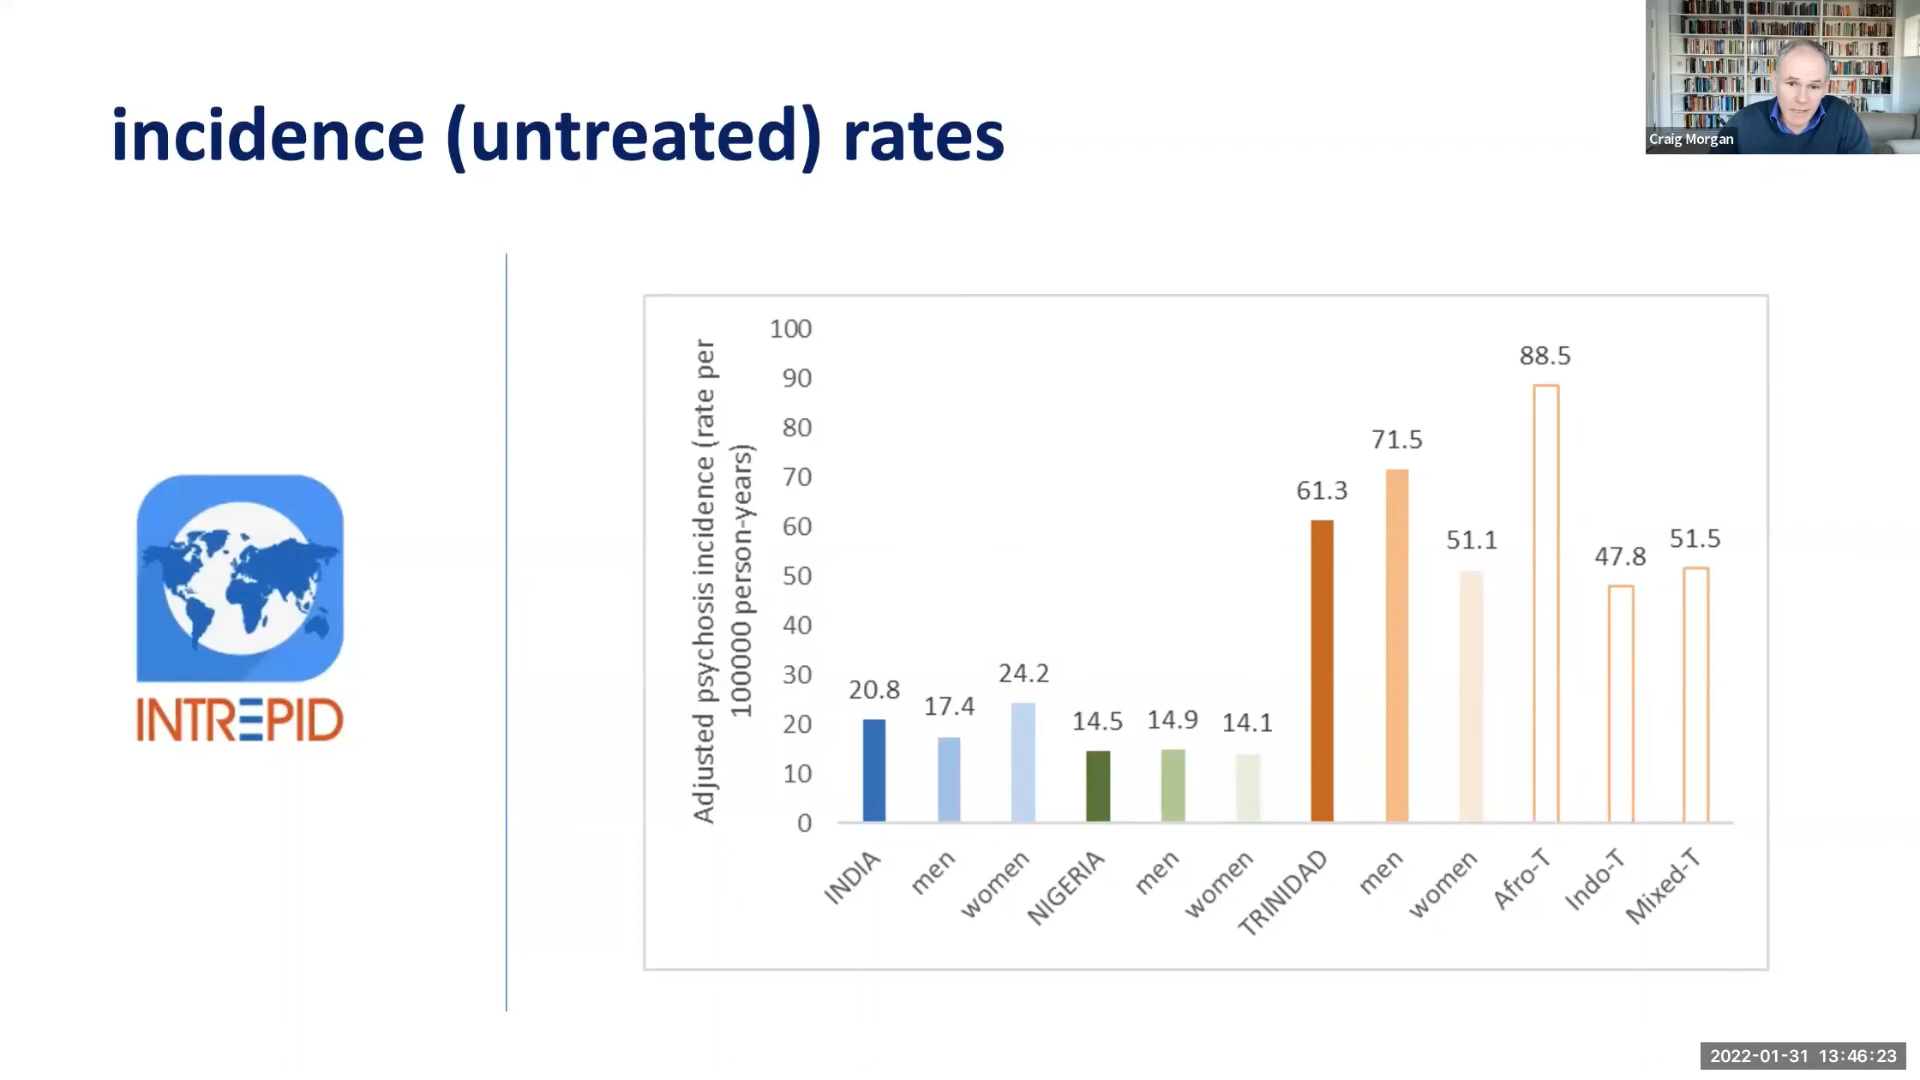 incidence (untreated) rates
Craig Morgan
INTREPID
Adjusted psychosis incidence (rate per
100000 person-years)
100
90
80
70
60
50
40
30
20
10
0
20.8
17.4
24.2
14.5
14.9
14.1
61.3
71.5
51.1
88.5
47.8
51.5
INDIA
men
women
NIGERIA
men
women
TRINIDAD
men
women
Afro-T
Indo-T
Mixed-T
2022-01-31 13:46:23